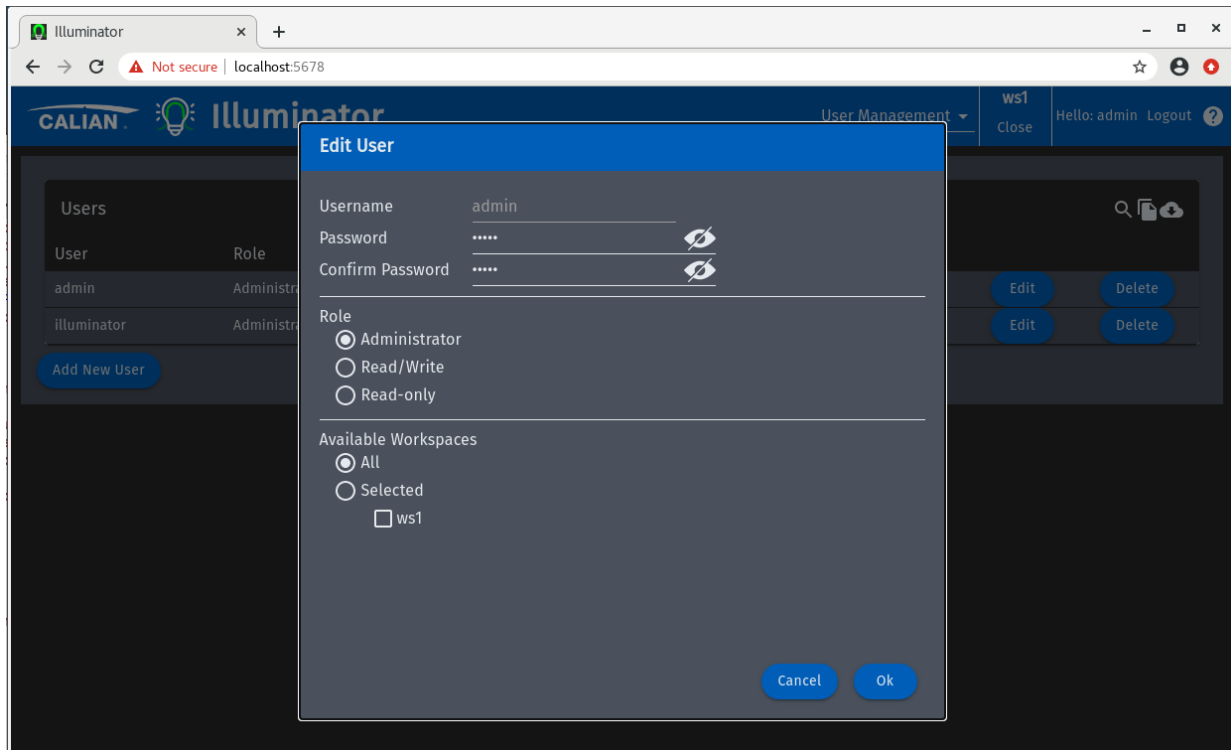 Illuminator
Not secure | localhost:5678
CALIAN Illuminator
User Management
ws1
Close
Hello: admin Logout ?
Edit User
Username admin
Password •••••
Confirm Password •••••
Role
Administrator
Read/Write
Read-only
Available Workspaces
All
Selected
ws1
Cancel Ok
Users
User Role
admin Administra Edit Delete
illuminator Administra Edit Delete
Add New User